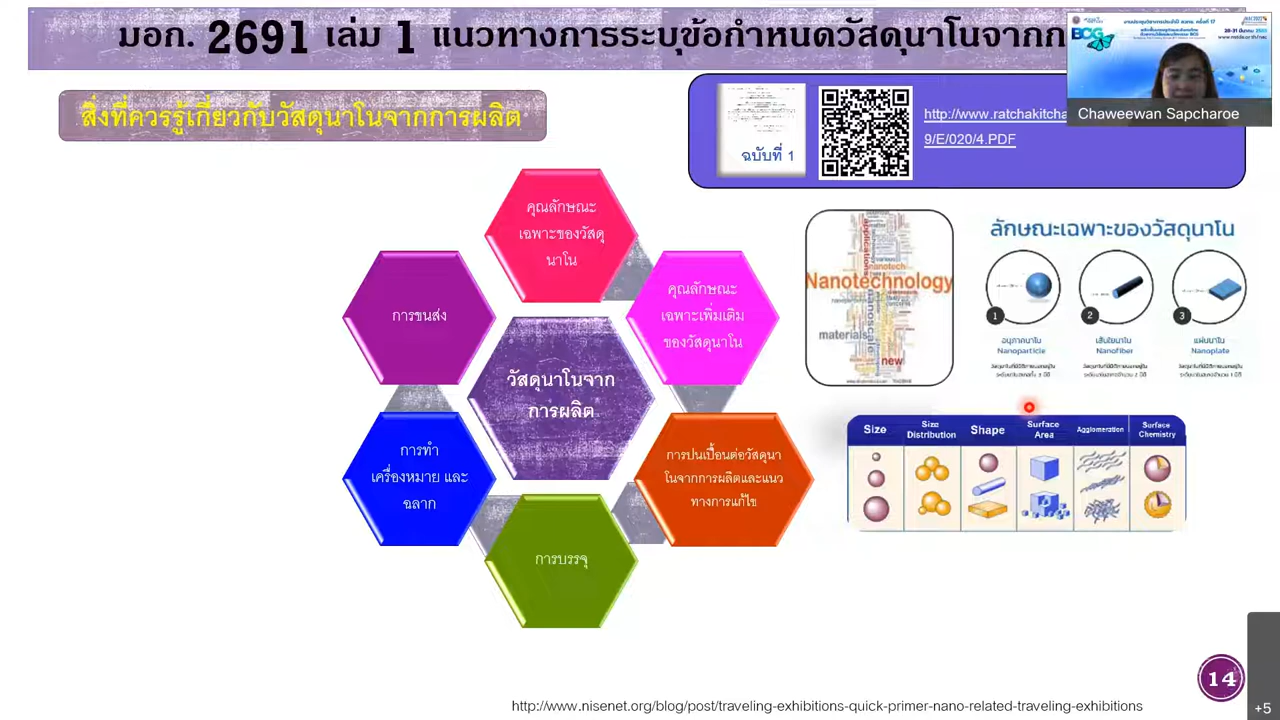 มอก. 2691 เล่ม 1
การระบุข้อกำหนดวัสดุนาโนจากก
BCG
Chaweewan Sapcharoe
สิ่งที่ควรรู้เกี่ยวกับวัสดุนาโนจากการผลิต
ฉบับที่ 1
http://www.ratchakitcha
9/E/020/4.PDF
คุณลักษณะ
เฉพาะของวัสดุ
นาโน
คุณลักษณะ
เฉพาะเพิ่มเติม
ของวัสดุนาโน
การขนส่ง
วัสดุนาโนจาก
การผลิต
การทำ
เครื่องหมาย และ
ฉลาก
การปนเปื้อนต่อวัสดุนา
โนจากการผลิตและแนว
ทางการแก้ไข
การบรรจุ
applications
nanotech
Nanotechnology
nanoscale
materials
new
ลักษณะเฉพาะของวัสดุนาโน
1
2
3
อนุภาคนาโน
Nanoparticle
เส้นใยนาโน
Nanofiber
แผ่นนาโน
Nanoplate
Size
Size
Distribution
Shape
Surface
Area
Agglomeration
Surface
Chemistry
14
http://www.nisenet.org/blog/post/traveling-exhibitions-quick-primer-nano-related-traveling-exhibitions
+5